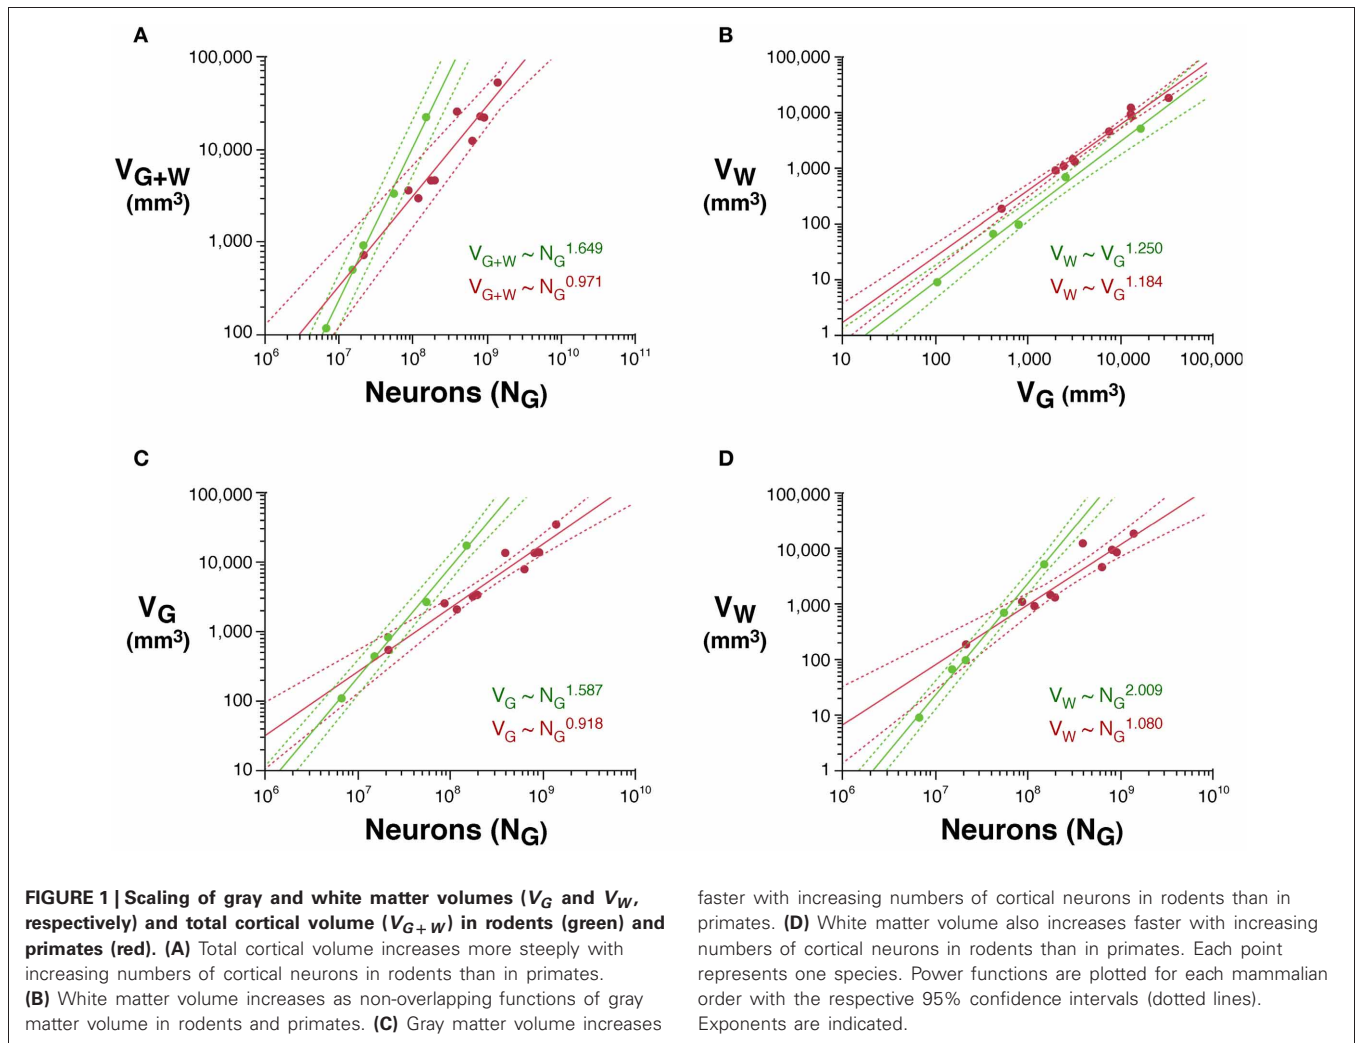 A
100,000
10,000
1,000
100
V_G+W
(mm³)
V_G+W ~ N_G^1.649
V_G+W ~ N_G^0.971
10⁶ 10⁷ 10⁸ 10⁹ 10¹⁰ 10¹¹
Neurons (N_G)
B
100,000
10,000
1,000
100
10
1
V_W
(mm³)
V_W ~ V_G^1.250
V_W ~ V_G^1.184
10 100 1,000 10,000 100,000
V_G (mm³)
C
100,000
10,000
1,000
100
10
V_G
(mm³)
V_G ~ N_G^1.587
V_G ~ N_G^0.918
10⁶ 10⁷ 10⁸ 10⁹ 10¹⁰
Neurons (N_G)
D
100,000
10,000
1,000
100
10
1
V_W
(mm³)
V_W ~ N_G^2.009
V_W ~ N_G^1.080
10⁶ 10⁷ 10⁸ 10⁹ 10¹⁰
Neurons (N_G)
FIGURE 1 | Scaling of gray and white matter volumes (V_G and V_W,
respectively) and total cortical volume (V_G+W) in rodents (green) and
primates (red). (A) Total cortical volume increases more steeply with
increasing numbers of cortical neurons in rodents than in primates.
(B) White matter volume increases as non-overlapping functions of gray
matter volume in rodents and primates. (C) Gray matter volume increases
faster with increasing numbers of cortical neurons in rodents than in
primates. (D) White matter volume also increases faster with increasing
numbers of cortical neurons in rodents than in primates. Each point
represents one species. Power functions are plotted for each mammalian
order with the respective 95% confidence intervals (dotted lines).
Exponents are indicated.